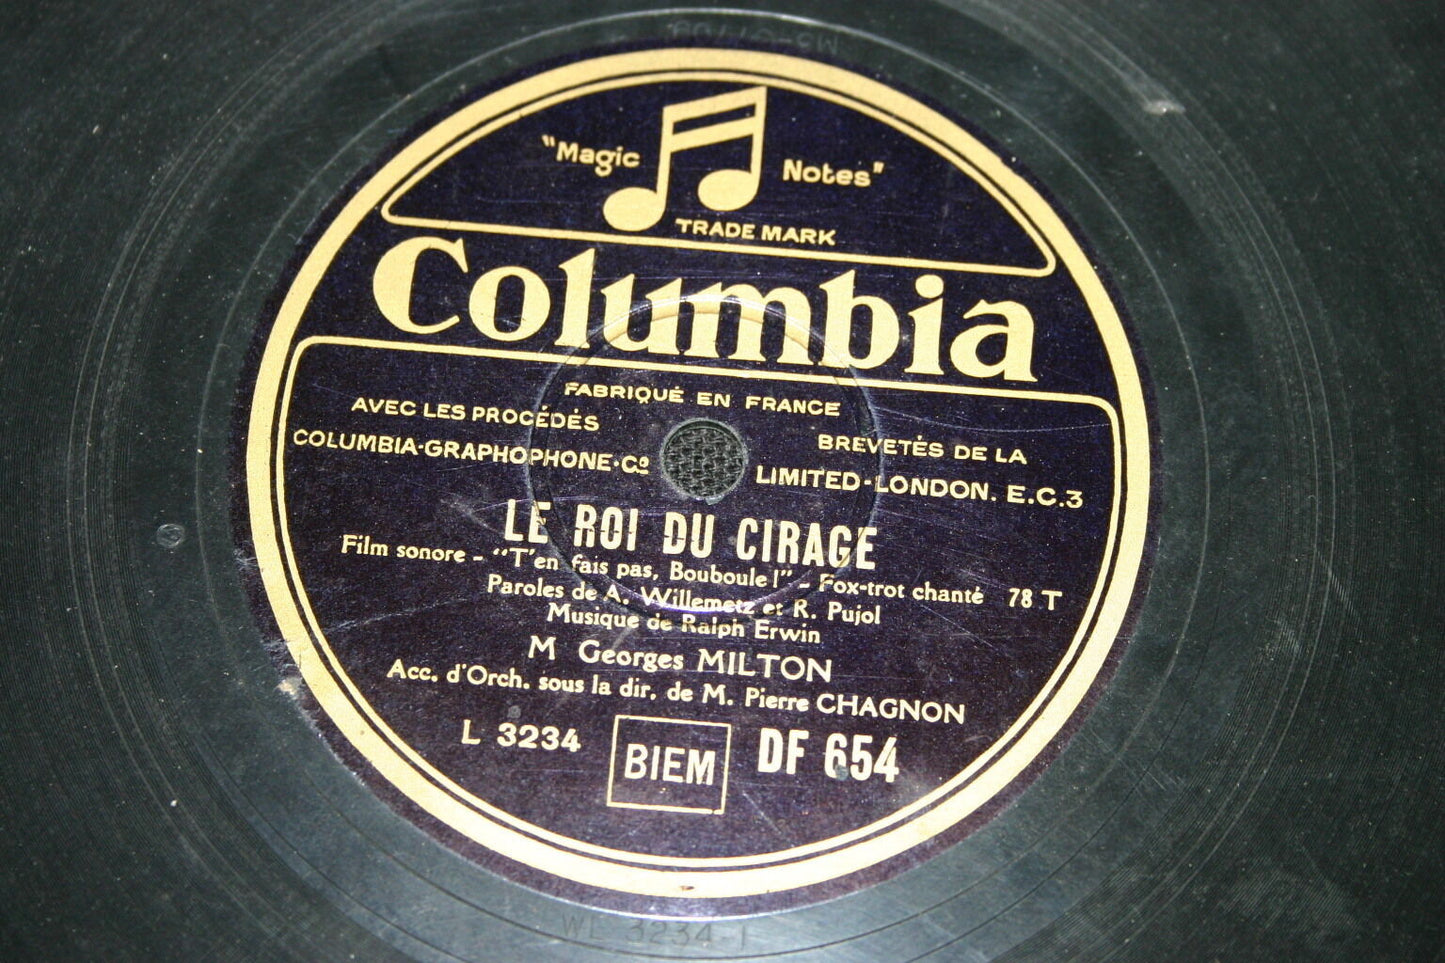 "Magic Notes"
TRADE MARK
Columbia
FABRIQUÉ EN FRANCE
AVEC LES PROCÉDÉS BREVETÉS DE LA
COLUMBIA-GRAPHOPHONE·Cº LIMITED-LONDON. E.C.3
LE ROI DU CIRAGE
Film sonore - "T'en fais pas, Bouboule!" - Fox-trot chanté 78 T
Paroles de A. Willemetz et R. Pujol
Musique de Ralph Erwin
M Georges MILTON
Acc. d'Orch. sous la dir. de M. Pierre CHAGNON
L 3234 BIEM DF 654
WL 3234-1